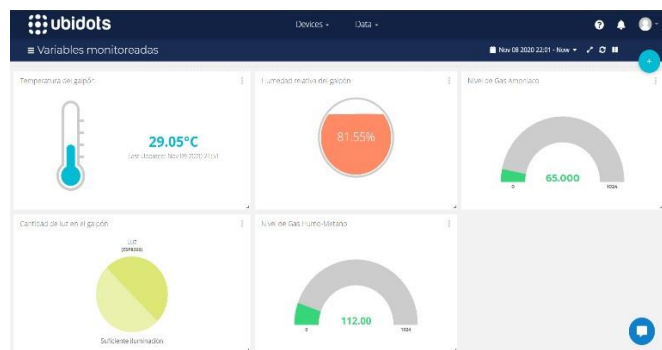 ubidots
Devices
Data
Variables monitoreadas
Nov 08 2020 22:01 - Now
Temperatura del galpón
29.05°C
Humedad relativa del galpón
81.55%
Nivel de Gas Amoniaco
65.000
0
1024
Cantidad de luz en el galpón
LUZ
Suficiente iluminación
Nivel de Gas Humo-Metano
112.00
0
1024